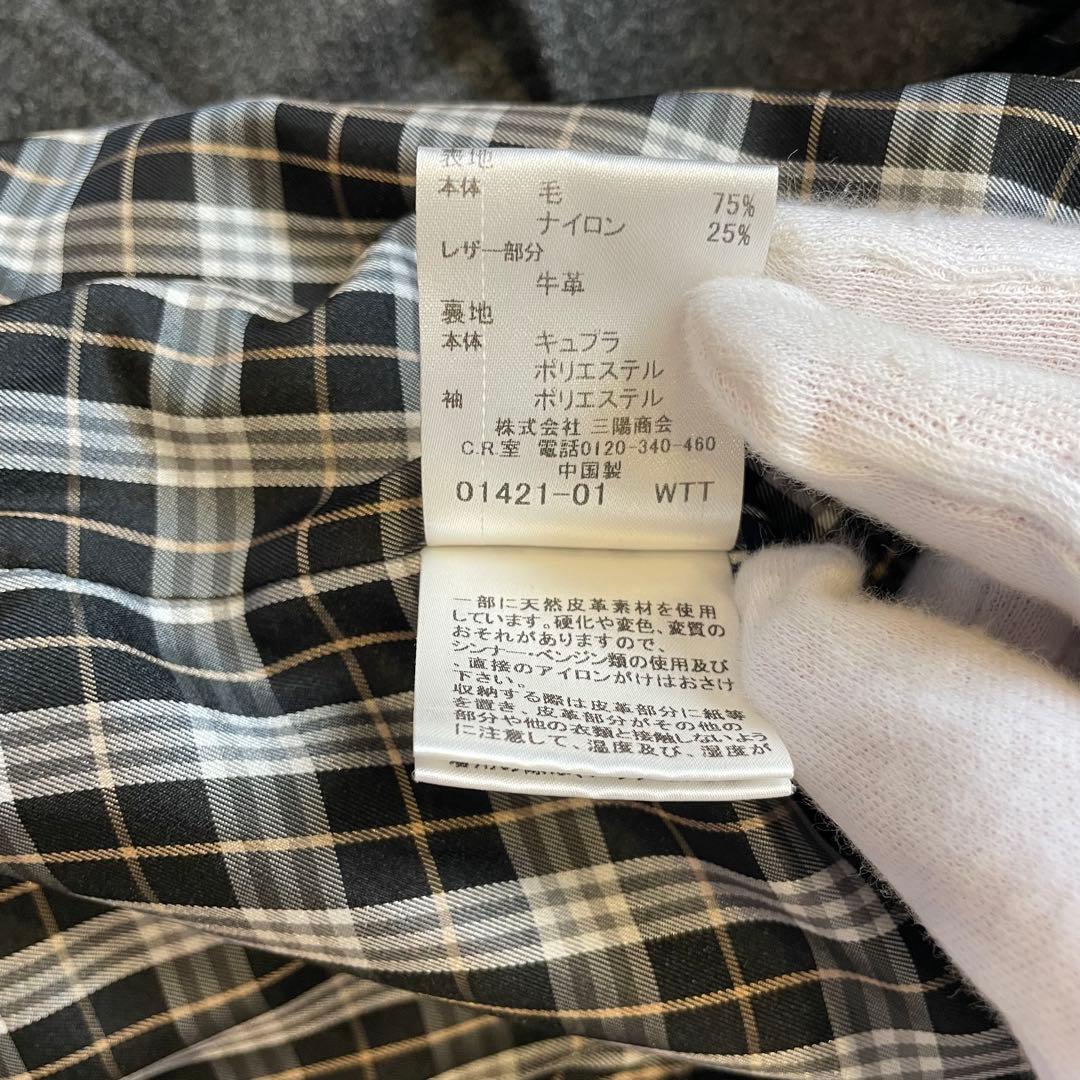 表地
本体 毛 75%
ナイロン 25%
レザー部分
牛革
裏地
本体 キュプラ
ポリエステル
袖 ポリエステル
株式会社 三陽商会
C.R.室 電話0120-340-460
中国製
01421-01 WTT
一部に天然皮革素材を使用
しています。硬化や変色、変質の
おそれがありますので、
シンナー・ベンジン類の使用及び
、直接のアイロンがけはおさけ
下さい。
収納する際は皮革部分に紙等
を置き、皮革部分がその他の
部分や他の衣類と接触しないよう
に注意して、温度及び、湿度が